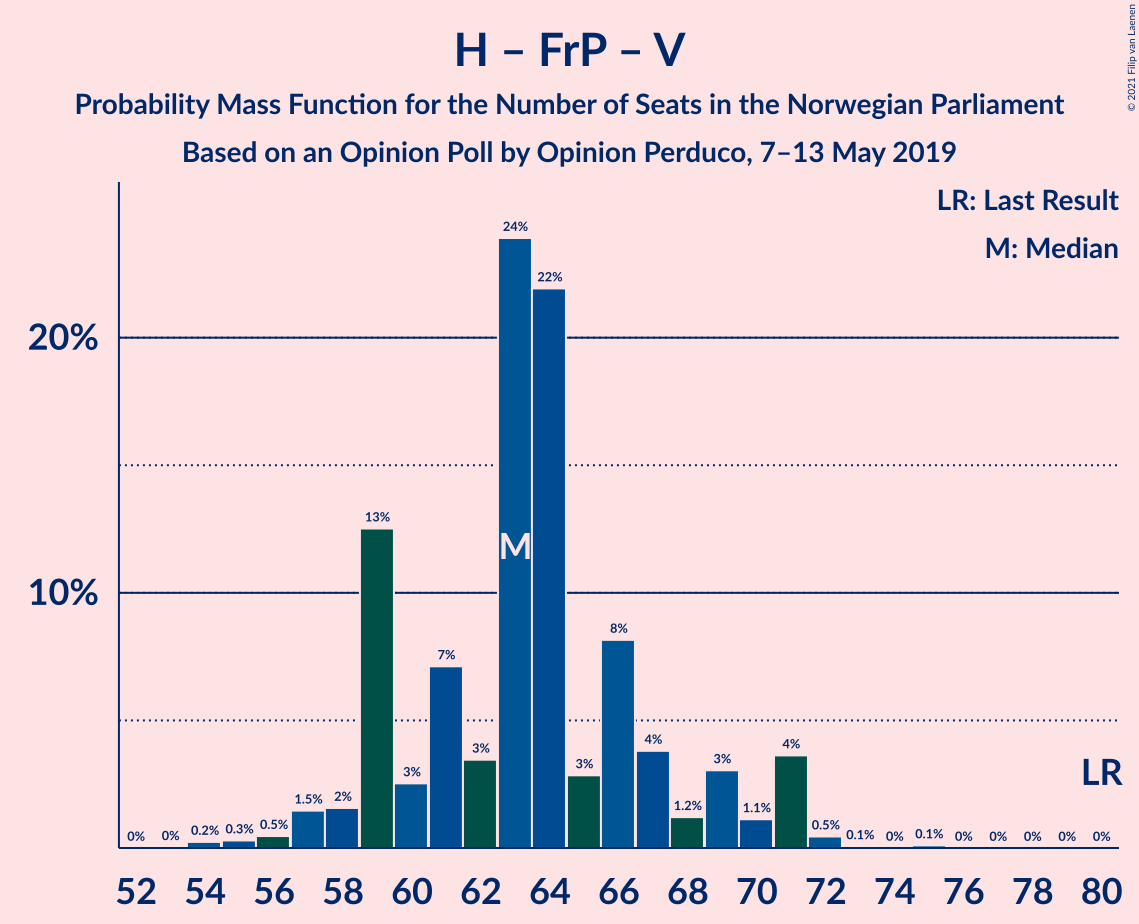 H – FrP – V
Probability Mass Function for the Number of Seats in the Norwegian Parliament
Based on an Opinion Poll by Opinion Perduco, 7–13 May 2019
© 2021 Filip van Laenen
LR: Last Result
M: Median
20%
10%
0% 0% 0.2% 0.3% 0.5% 1.5% 2% 13% 3% 7% 3% 24% 22% 3% 8% 4% 1.2% 3% 1.1% 4% 0.5% 0.1% 0% 0.1% 0% 0% 0% 0% 0%
M
LR
52 54 56 58 60 62 64 66 68 70 72 74 76 78 80